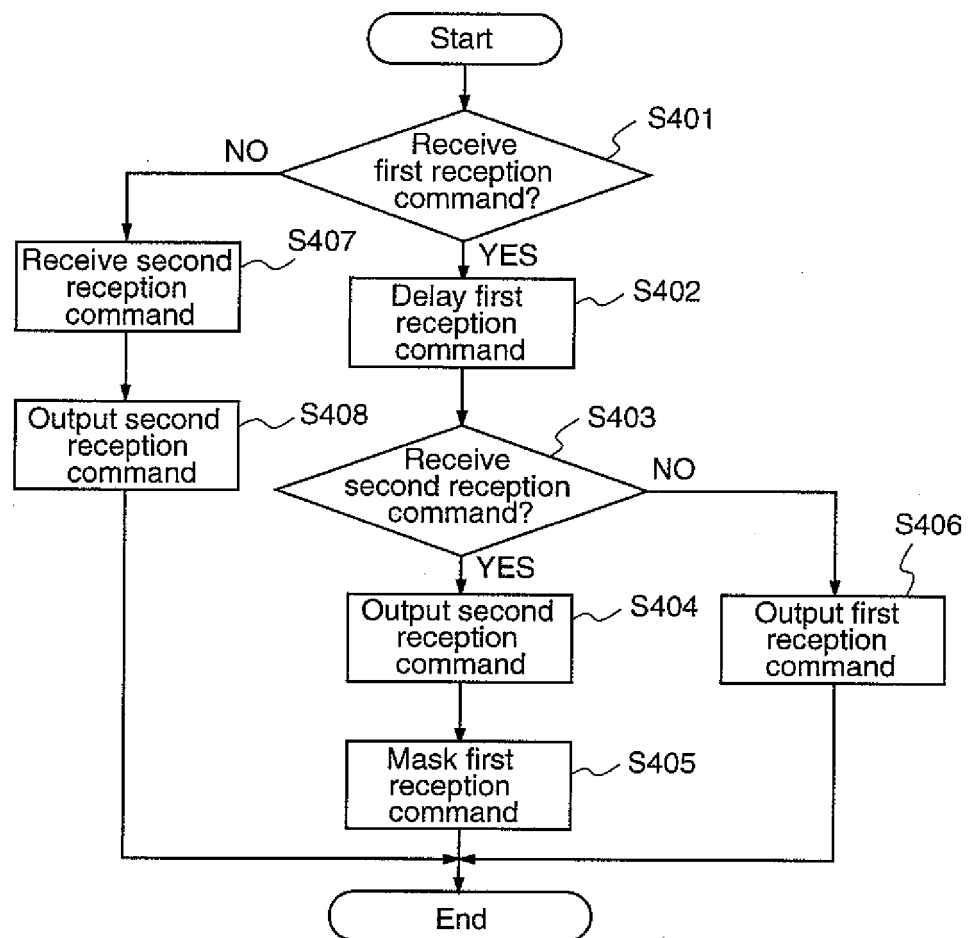 Start
S401
Receive
first reception
command?
NO
YES
S407
Receive second
reception
command
S402
Delay first
reception
command
S408
Output second
reception
command
S403
Receive
second reception
command?
NO
YES
S406
Output first
reception
command
S404
Output second
reception
command
S405
Mask first
reception
command
End